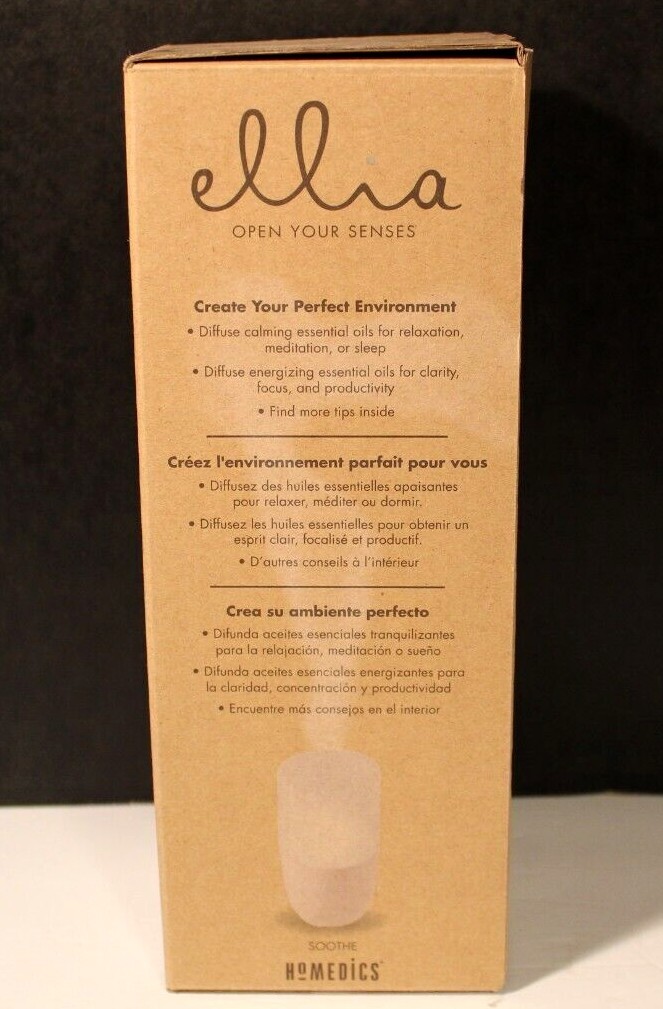 ellia
OPEN YOUR SENSES
Create Your Perfect Environment
• Diffuse calming essential oils for relaxation,
meditation, or sleep
• Diffuse energizing essential oils for clarity,
focus, and productivity
• Find more tips inside
Créez l'environnement parfait pour vous
• Diffusez des huiles essentielles apaisantes
pour relaxer, méditer ou dormir.
• Diffusez les huiles essentielles pour obtenir un
esprit clair, focalisé et productif.
• D'autres conseils à l'intérieur
Crea su ambiente perfecto
• Difunda aceites esenciales tranquilizantes
para la relajación, meditación o sueño
• Difunda aceites esenciales energizantes para
la claridad, concentración y productividad
• Encuentre más consejos en el interior
SOOTHE
HoMEDiCS